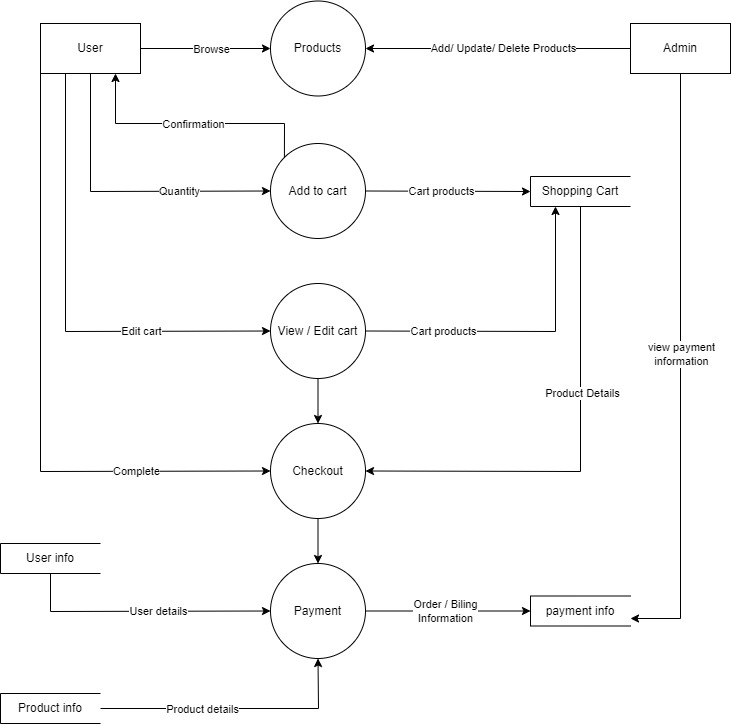 User
Browse
Products
Add/ Update/ Delete Products
Admin
Confirmation
Quantity
Add to cart
Cart products
Shopping Cart
Edit cart
View / Edit cart
Cart products
view payment
information
Product Details
Complete
Checkout
User info
User details
Payment
Order / Biling
Information
payment info
Product info
Product details